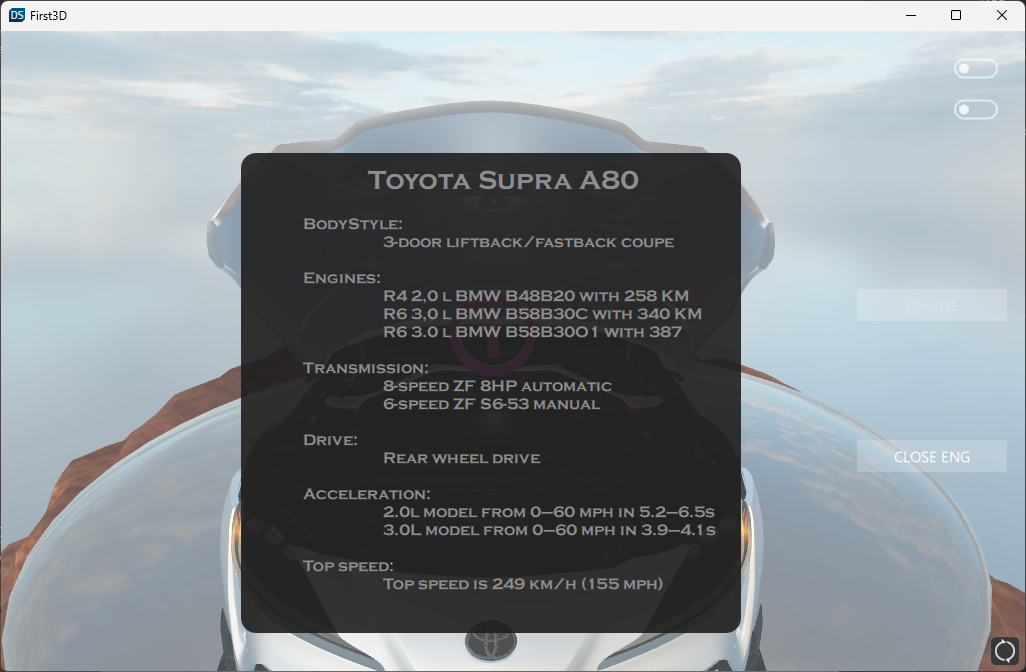 First3D
Toyota Supra A80
BodyStyle:
3-door liftback/fastback coupe
Engines:
R4 2,0 l BMW B48B20 with 258 KM
R6 3,0 l BMW B58B30C with 340 KM
R6 3.0 l BMW B58B30O1 with 387
Transmission:
8-speed ZF 8HP automatic
6-speed ZF S6-53 manual
Drive:
Rear wheel drive
Acceleration:
2.0L model from 0–60 mph in 5.2–6.5s
3.0L model from 0–60 mph in 3.9–4.1s
Top speed:
Top speed is 249 km/h (155 mph)
ENGINE
CLOSE ENG
DS